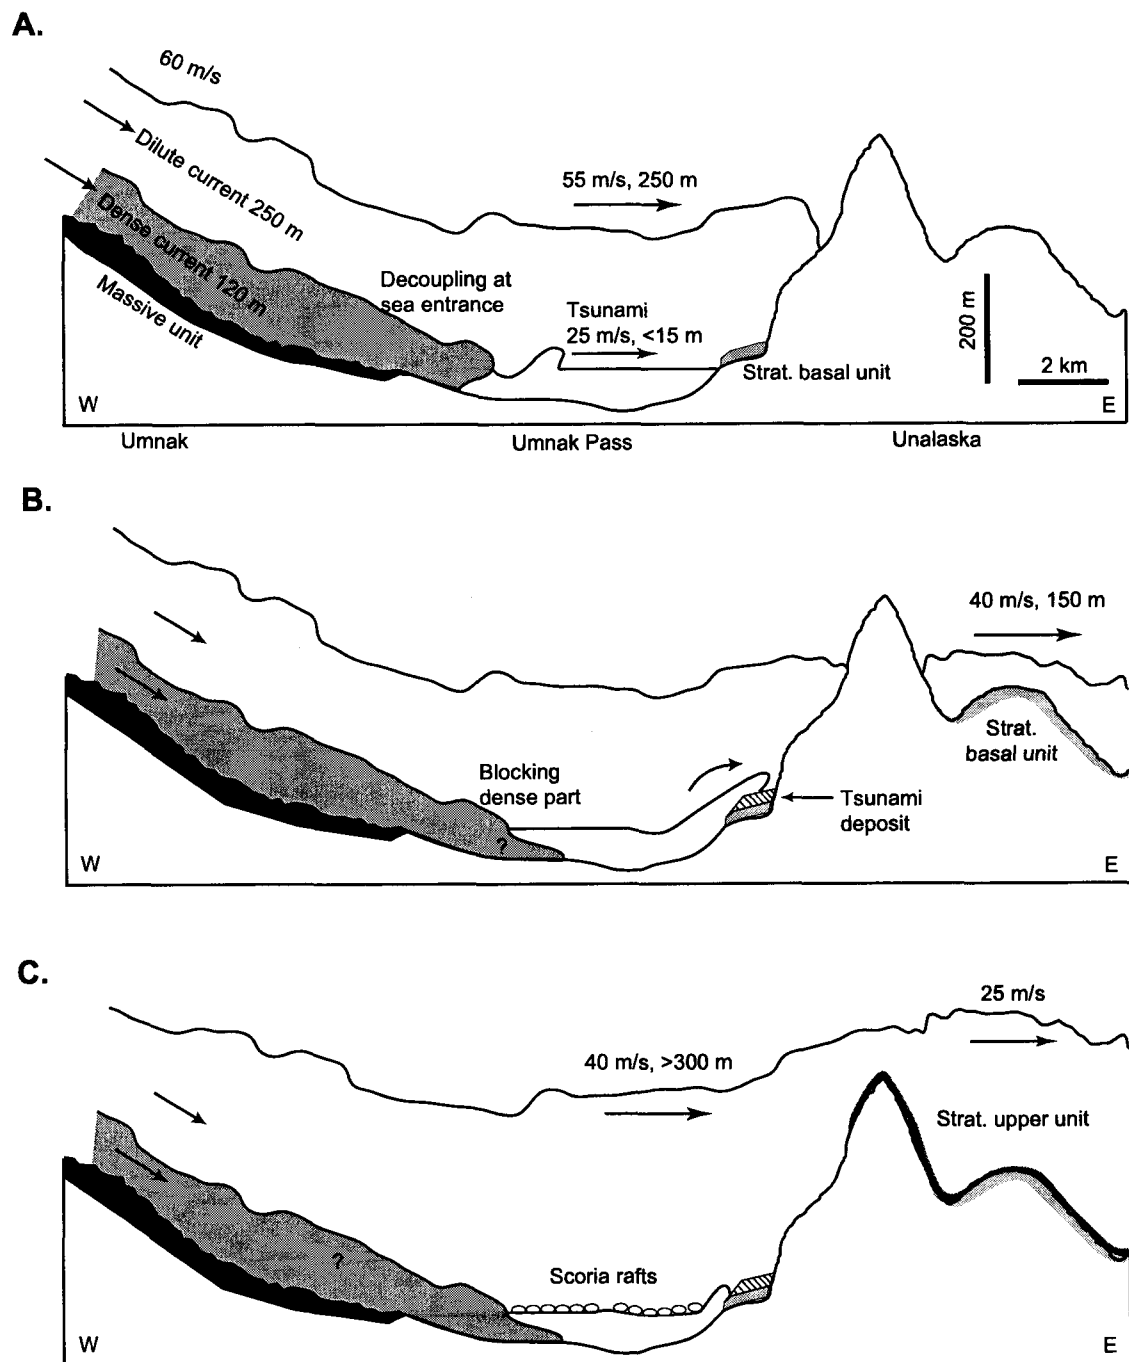 A.
60 m/s
Dilute current 250 m
Dense current 120 m
Massive unit
55 m/s, 250 m
Decoupling at
sea entrance
Tsunami
25 m/s, <15 m
Strat. basal unit
200 m
2 km
W
E
Umnak
Umnak Pass
Unalaska
B.
40 m/s, 150 m
Strat.
basal unit
Blocking
dense part
Tsunami
deposit
?
W
E
C.
25 m/s
40 m/s, >300 m
Strat. upper unit
?
Scoria rafts
W
E